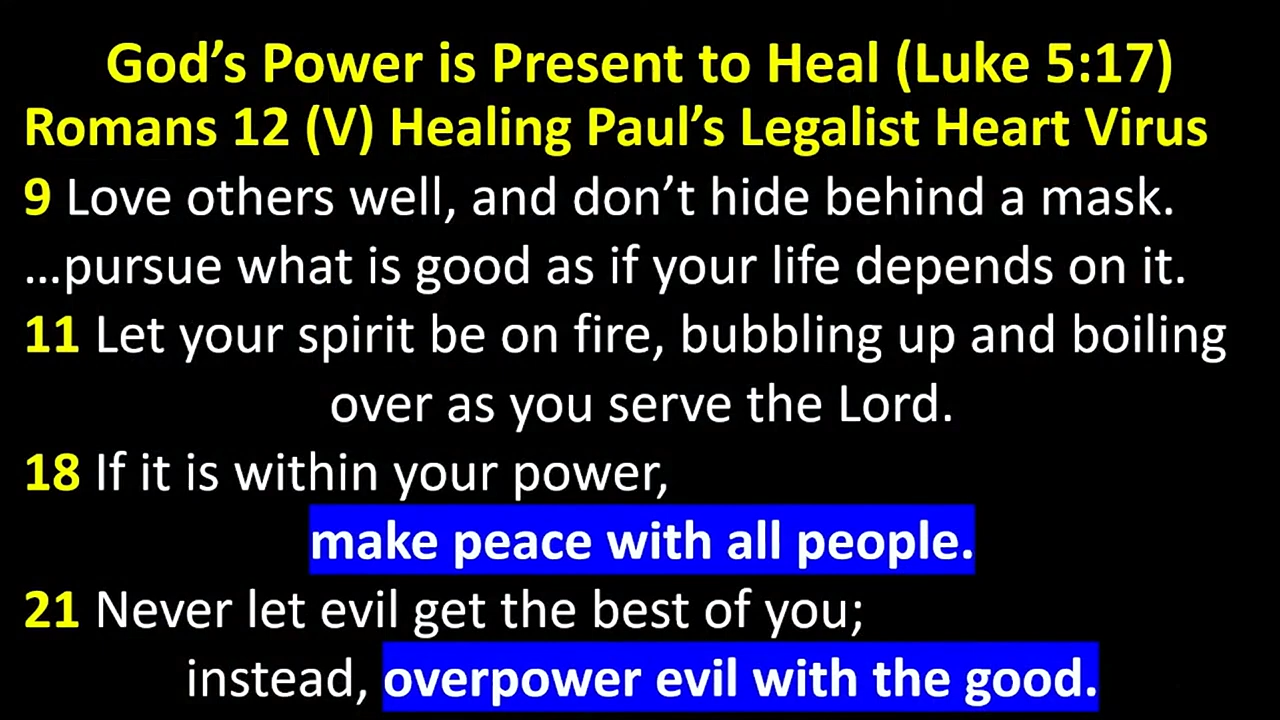 God’s Power is Present to Heal (Luke 5:17)
Romans 12 (V) Healing Paul’s Legalist Heart Virus
9 Love others well, and don’t hide behind a mask.
…pursue what is good as if your life depends on it.
11 Let your spirit be on fire, bubbling up and boiling
over as you serve the Lord.
18 If it is within your power,
make peace with all people.
21 Never let evil get the best of you;
instead, overpower evil with the good.